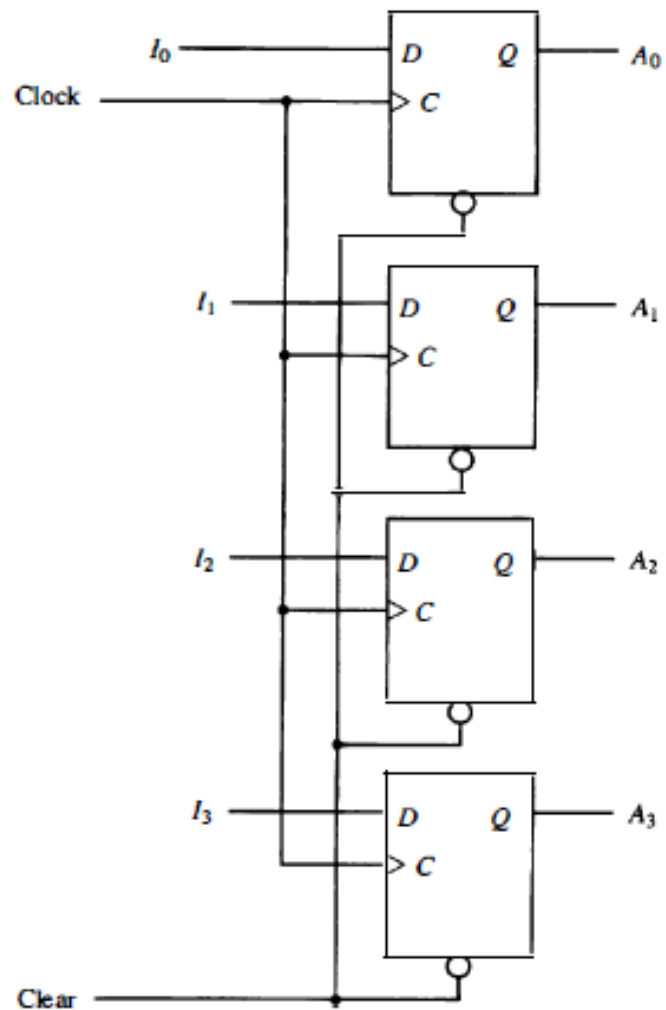 I₀ D Q A₀
Clock C
I₁ D Q A₁
C
I₂ D Q A₂
C
I₃ D Q A₃
C
Clear